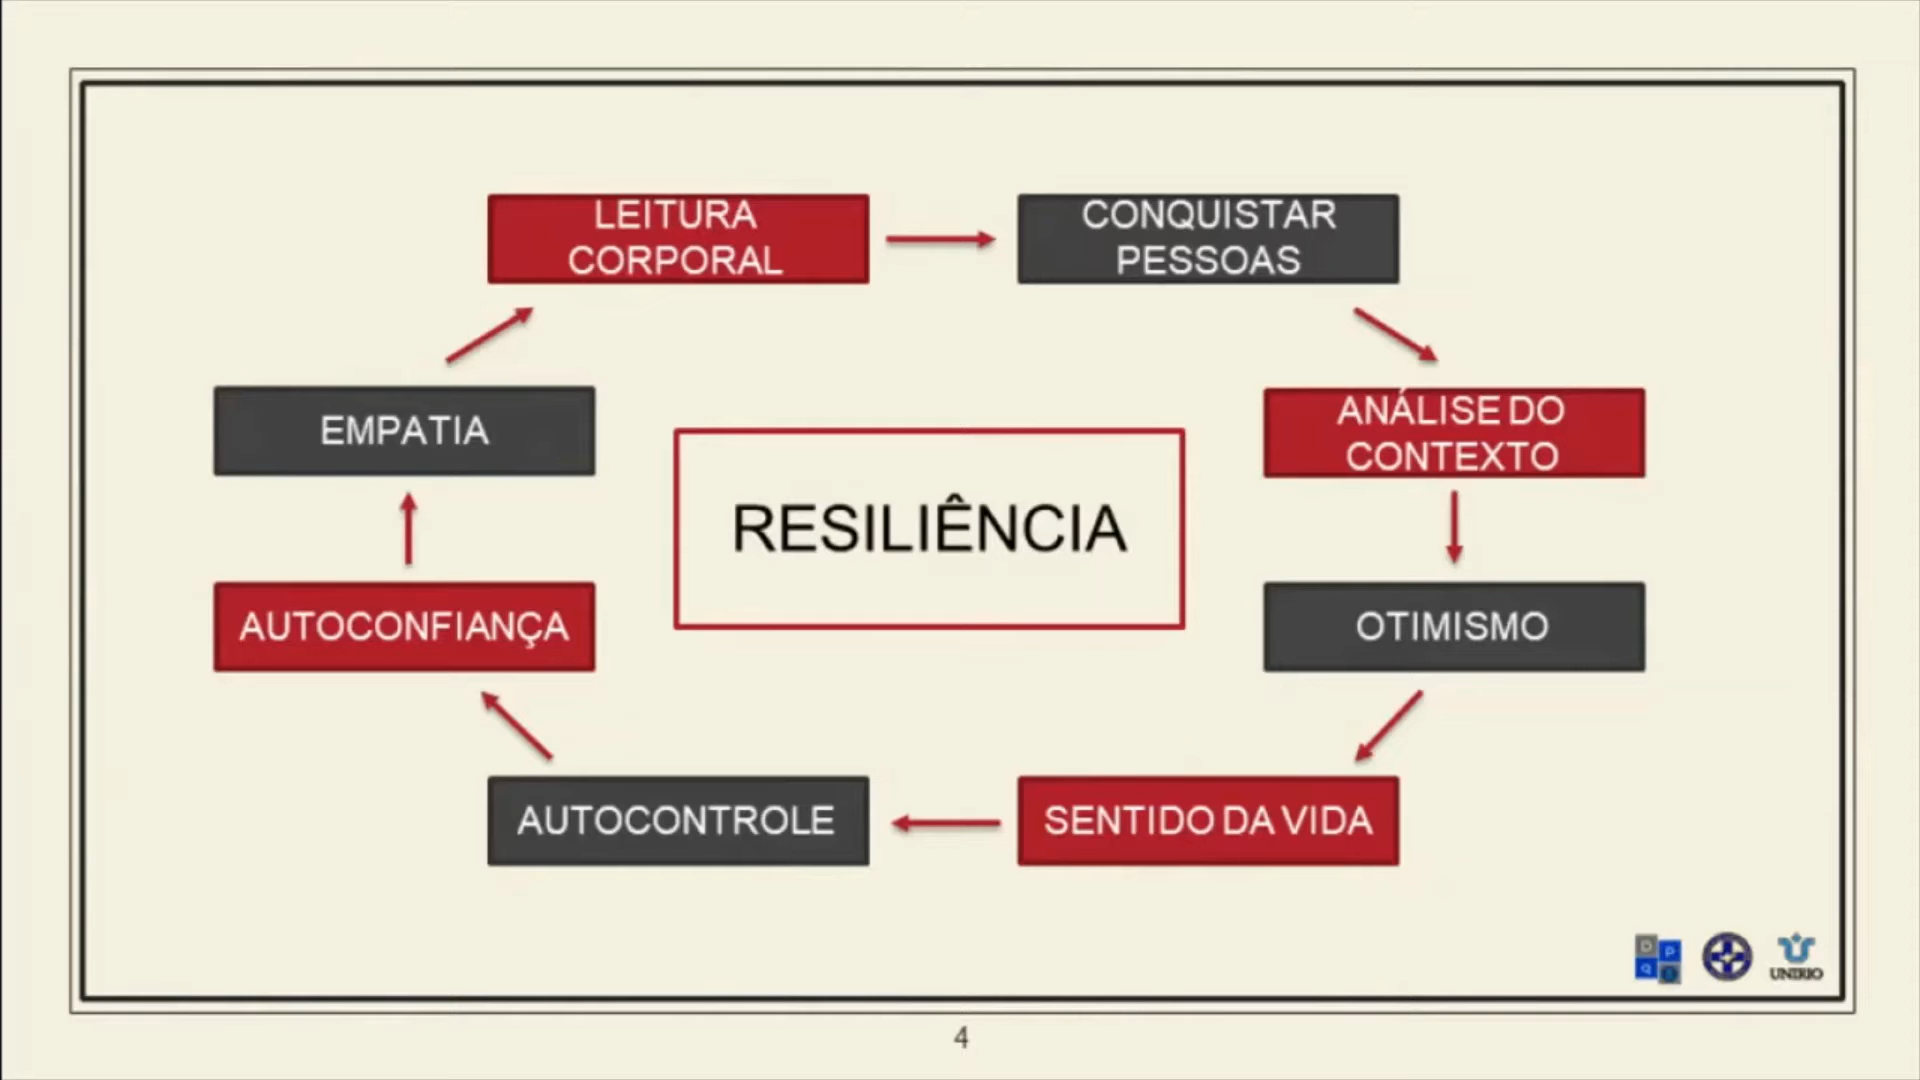 LEITURA
CORPORAL
CONQUISTAR
PESSOAS
EMPATIA
ANÁLISE DO
CONTEXTO
RESILIÊNCIA
AUTOCONFIANÇA
OTIMISMO
AUTOCONTROLE
SENTIDO DA VIDA
D
P
Q
UNIRIO
4